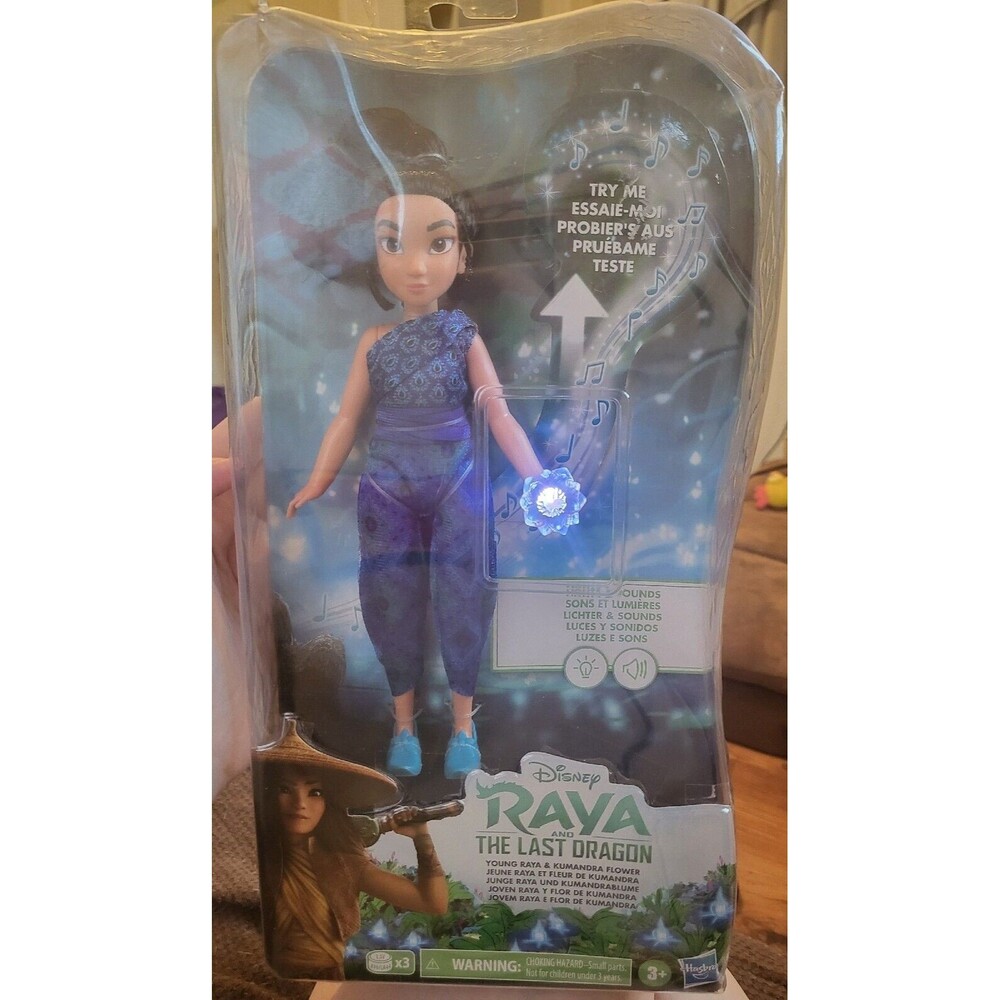 TRY ME
ESSAIE-MOI
PROBIER'S AUS
PRUÉBAME
TESTE
SOUNDS
SONS ET LUMIÈRES
LICHTER & SOUNDS
LUCES Y SONIDOS
LUZES E SONS
Disney
RAYA
AND
THE LAST DRAGON
YOUNG RAYA & KUMANDRA FLOWER
JEUNE RAYA ET FLEUR DE KUMANDRA
JUNGE RAYA UND KUMANDRABLUME
JOVEN RAYA Y FLOR DE KUMANDRA
JOVEM RAYA E FLOR DE KUMANDRA
x3
WARNING: CHOKING HAZARD–Small parts.
Not for children under 3 years.
3+
Hasbro